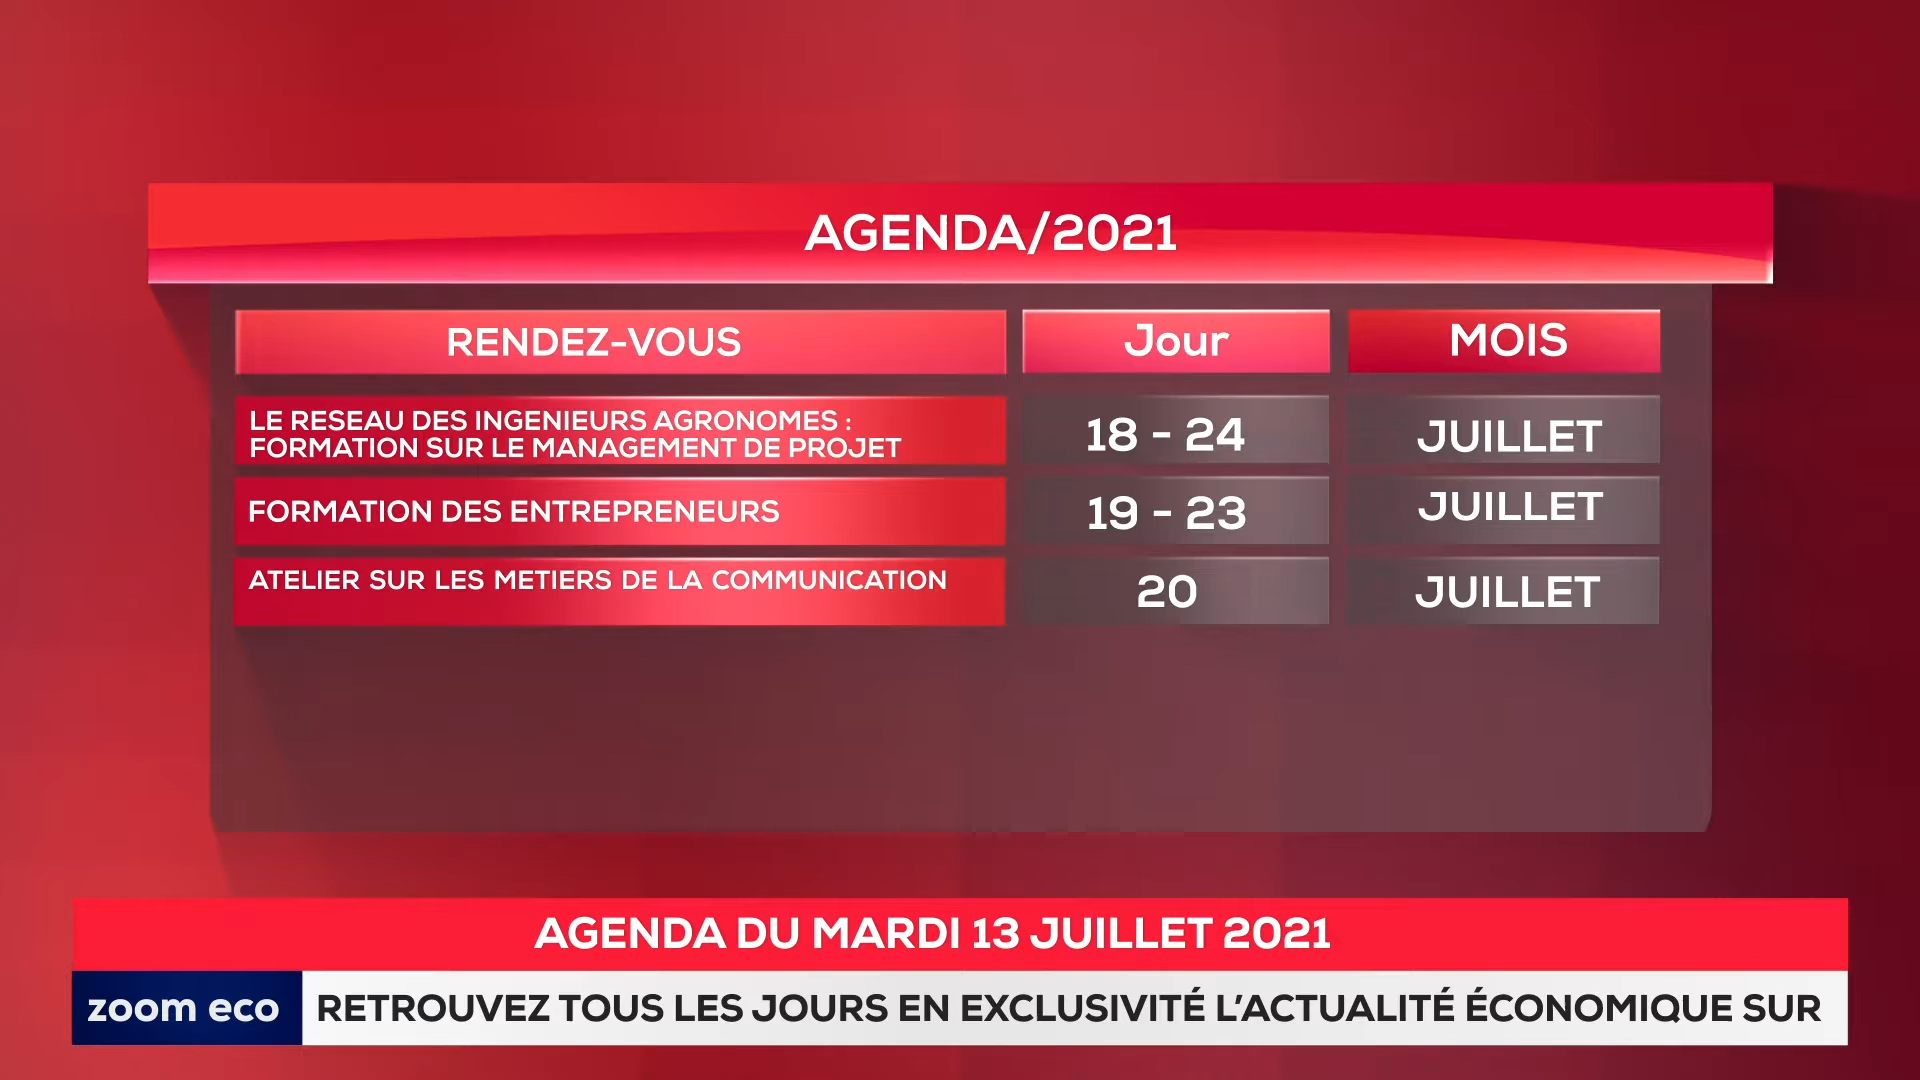 AGENDA/2021
RENDEZ-VOUS Jour MOIS
LE RESEAU DES INGENIEURS AGRONOMES :
FORMATION SUR LE MANAGEMENT DE PROJET
18 - 24 JUILLET
FORMATION DES ENTREPRENEURS 19 - 23 JUILLET
ATELIER SUR LES METIERS DE LA COMMUNICATION 20 JUILLET
AGENDA DU MARDI 13 JUILLET 2021
zoom eco RETROUVEZ TOUS LES JOURS EN EXCLUSIVITÉ L'ACTUALITÉ ÉCONOMIQUE SUR